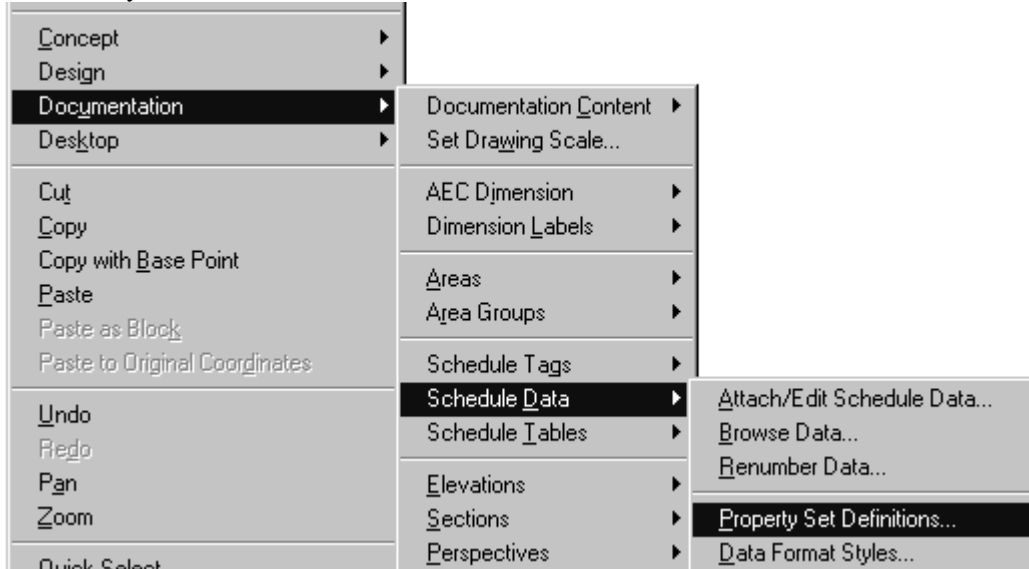 Concept
Design
Documentation
Desktop
Cut
Copy
Copy with Base Point
Paste
Paste as Block
Paste to Original Coordinates
Undo
Redo
Pan
Zoom
Quick Select
Documentation Content
Set Drawing Scale...
AEC Dimension
Dimension Labels
Areas
Area Groups
Schedule Tags
Schedule Data
Schedule Tables
Elevations
Sections
Perspectives
Attach/Edit Schedule Data...
Browse Data...
Renumber Data...
Property Set Definitions...
Data Format Styles...